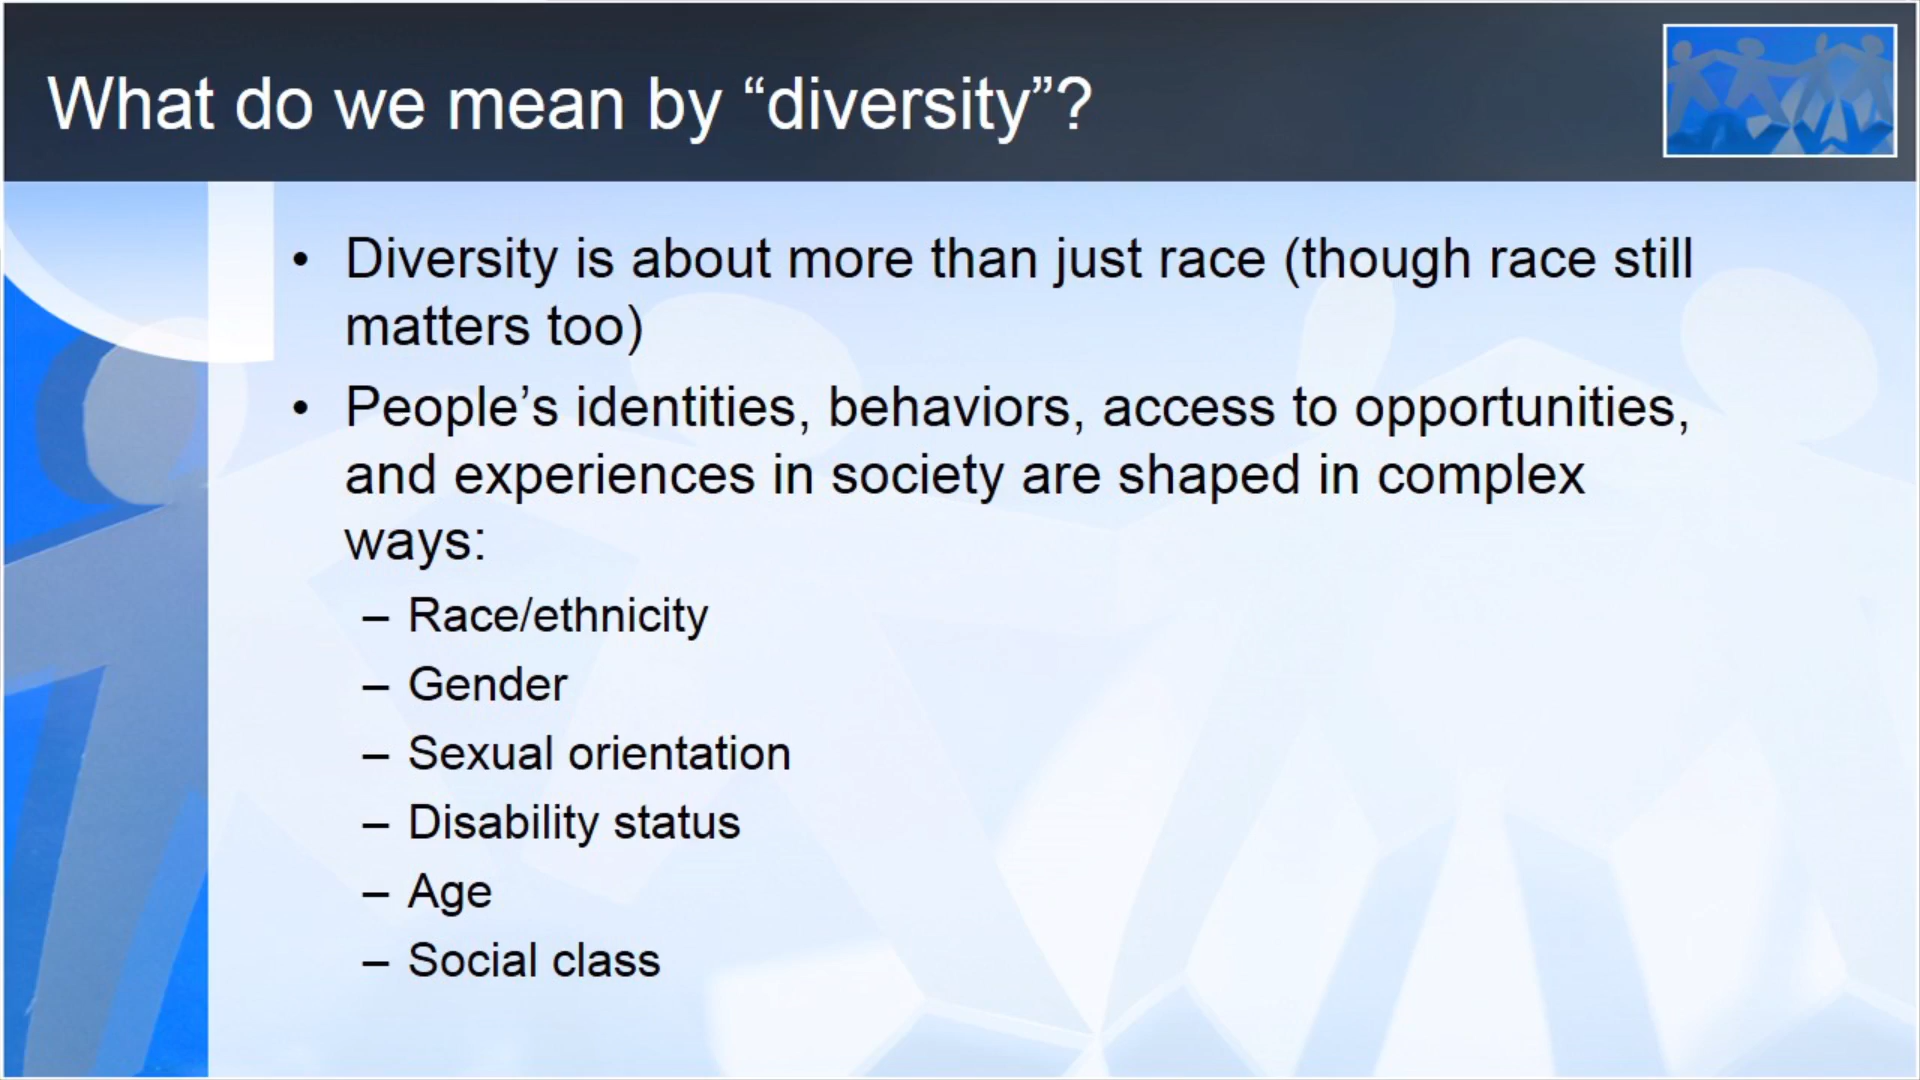 What do we mean by “diversity”?
• Diversity is about more than just race (though race still
matters too)
• People’s identities, behaviors, access to opportunities,
and experiences in society are shaped in complex
ways:
– Race/ethnicity
– Gender
– Sexual orientation
– Disability status
– Age
– Social class